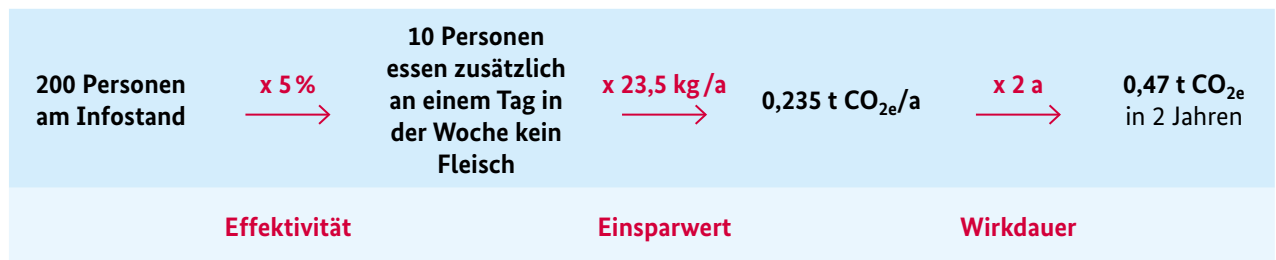 200 Personen
am Infostand
x 5 %
10 Personen
essen zusätzlich
an einem Tag in
der Woche kein
Fleisch
x 23,5 kg/a
0,235 t CO2e/a
x 2 a
0,47 t CO2e
in 2 Jahren
Effektivität
Einsparwert
Wirkdauer